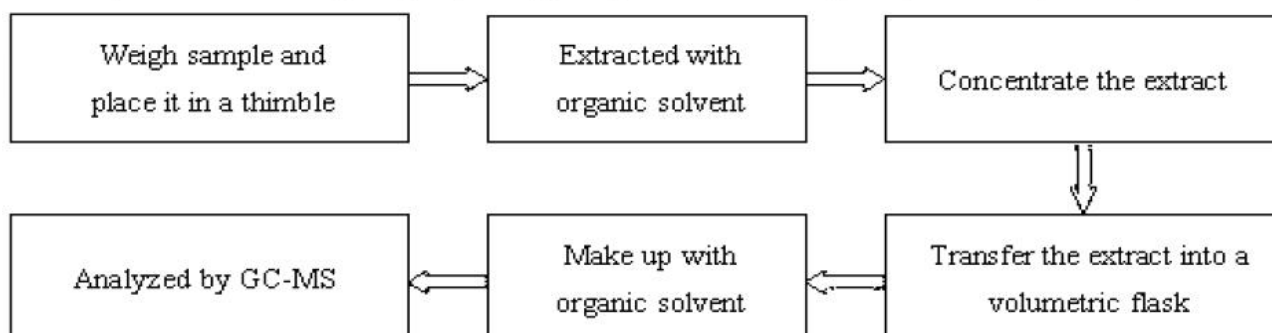 Weigh sample and
place it in a thimble
Extracted with
organic solvent
Concentrate the extract
Transfer the extract into a
volumetric flask
Make up with
organic solvent
Analyzed by GC-MS